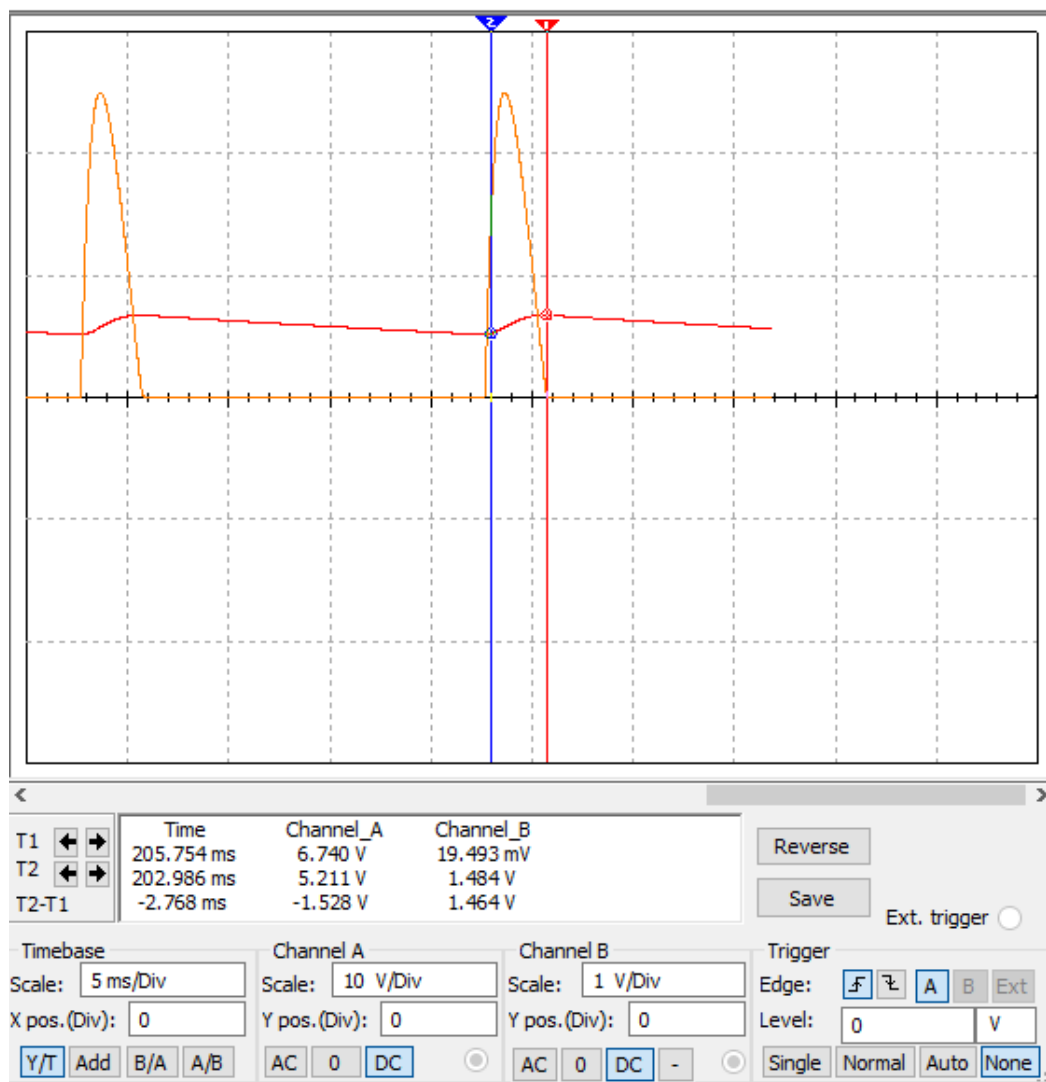 2 1
T1 Time Channel_A Channel_B
205.754 ms 6.740 V 19.493 mV
T2 202.986 ms 5.211 V 1.484 V
T2-T1 -2.768 ms -1.528 V 1.464 V
Reverse
Save
Ext. trigger
Timebase
Scale: 5 ms/Div
X pos.(Div): 0
Y/T Add B/A A/B
Channel A
Scale: 10 V/Div
Y pos.(Div): 0
AC 0 DC
Channel B
Scale: 1 V/Div
Y pos.(Div): 0
AC 0 DC -
Trigger
Edge: A B Ext
Level: 0 V
Single Normal Auto None